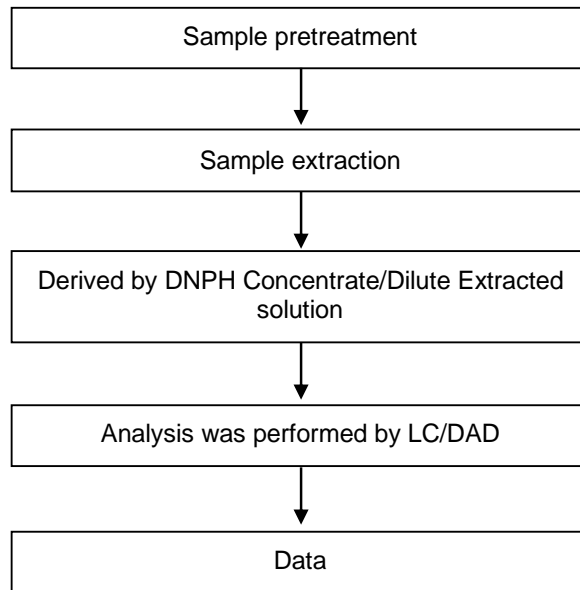 Sample pretreatment
Sample extraction
Derived by DNPH Concentrate/Dilute Extracted
solution
Analysis was performed by LC/DAD
Data